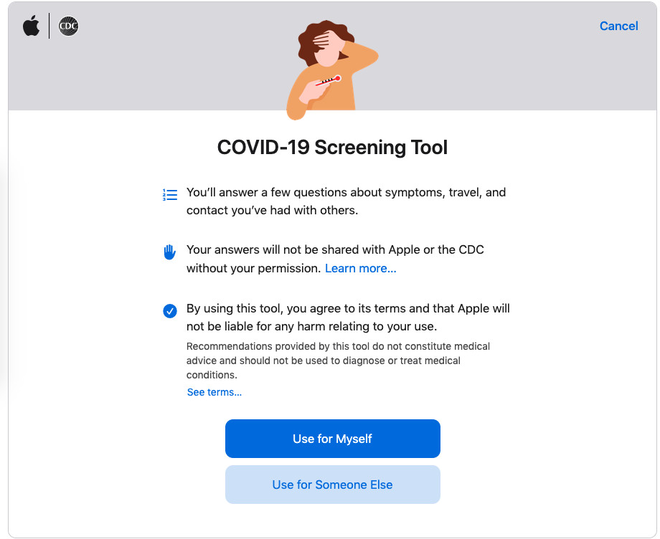 CDC
Cancel
COVID-19 Screening Tool
You’ll answer a few questions about symptoms, travel, and
contact you’ve had with others.
Your answers will not be shared with Apple or the CDC
without your permission. Learn more...
By using this tool, you agree to its terms and that Apple will
not be liable for any harm relating to your use.
Recommendations provided by this tool do not constitute medical
advice and should not be used to diagnose or treat medical
conditions.
See terms...
Use for Myself
Use for Someone Else